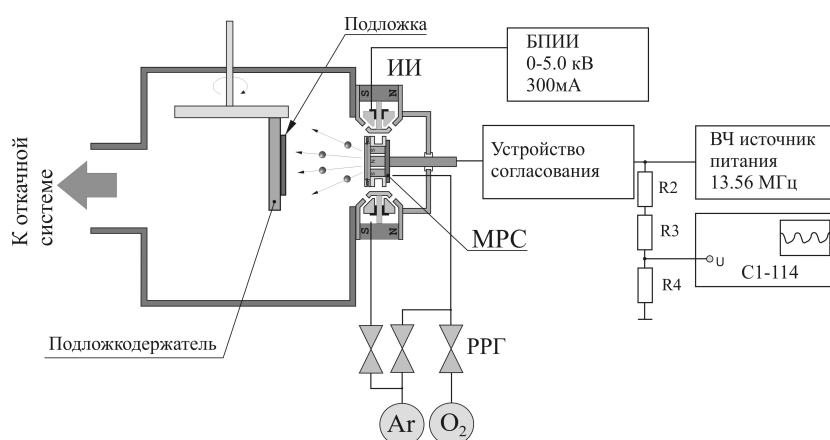 Подложка
ИИ
БПИИ
0-5.0 кВ
300мА
S
N
К откачной
системе
Устройство
согласования
ВЧ источник
питания
13.56 МГц
R2
R3
R4
U
С1-114
МРС
S
N
Подложкодержатель
РРГ
Ar
O₂